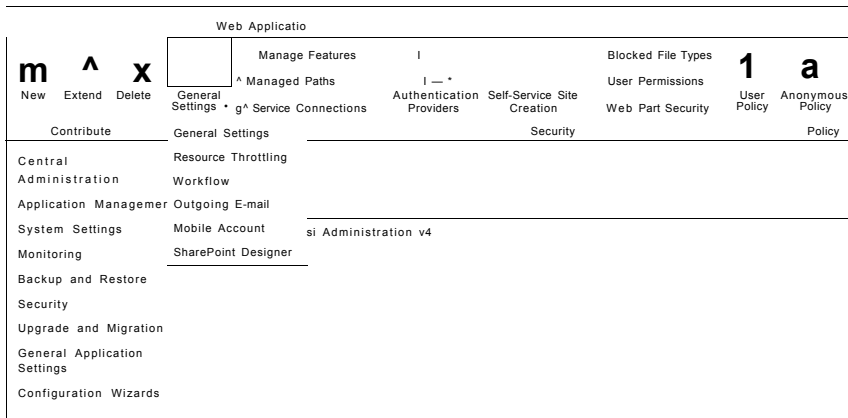 Web Applicatio
m ^ x
New Extend Delete
General
Settings •
Manage Features
^ Managed Paths
g^ Service Connections
I
I — *
Authentication
Providers
Self-Service Site
Creation
Blocked File Types
User Permissions
Web Part Security
1 a
User
Policy
Anonymous
Policy
Contribute
Security
Policy
General Settings
Resource Throttling
Workflow
Outgoing E-mail
Mobile Account
SharePoint Designer
Central
Administration
Application Managemer
System Settings
Monitoring
Backup and Restore
Security
Upgrade and Migration
General Application
Settings
Configuration Wizards
si Administration v4